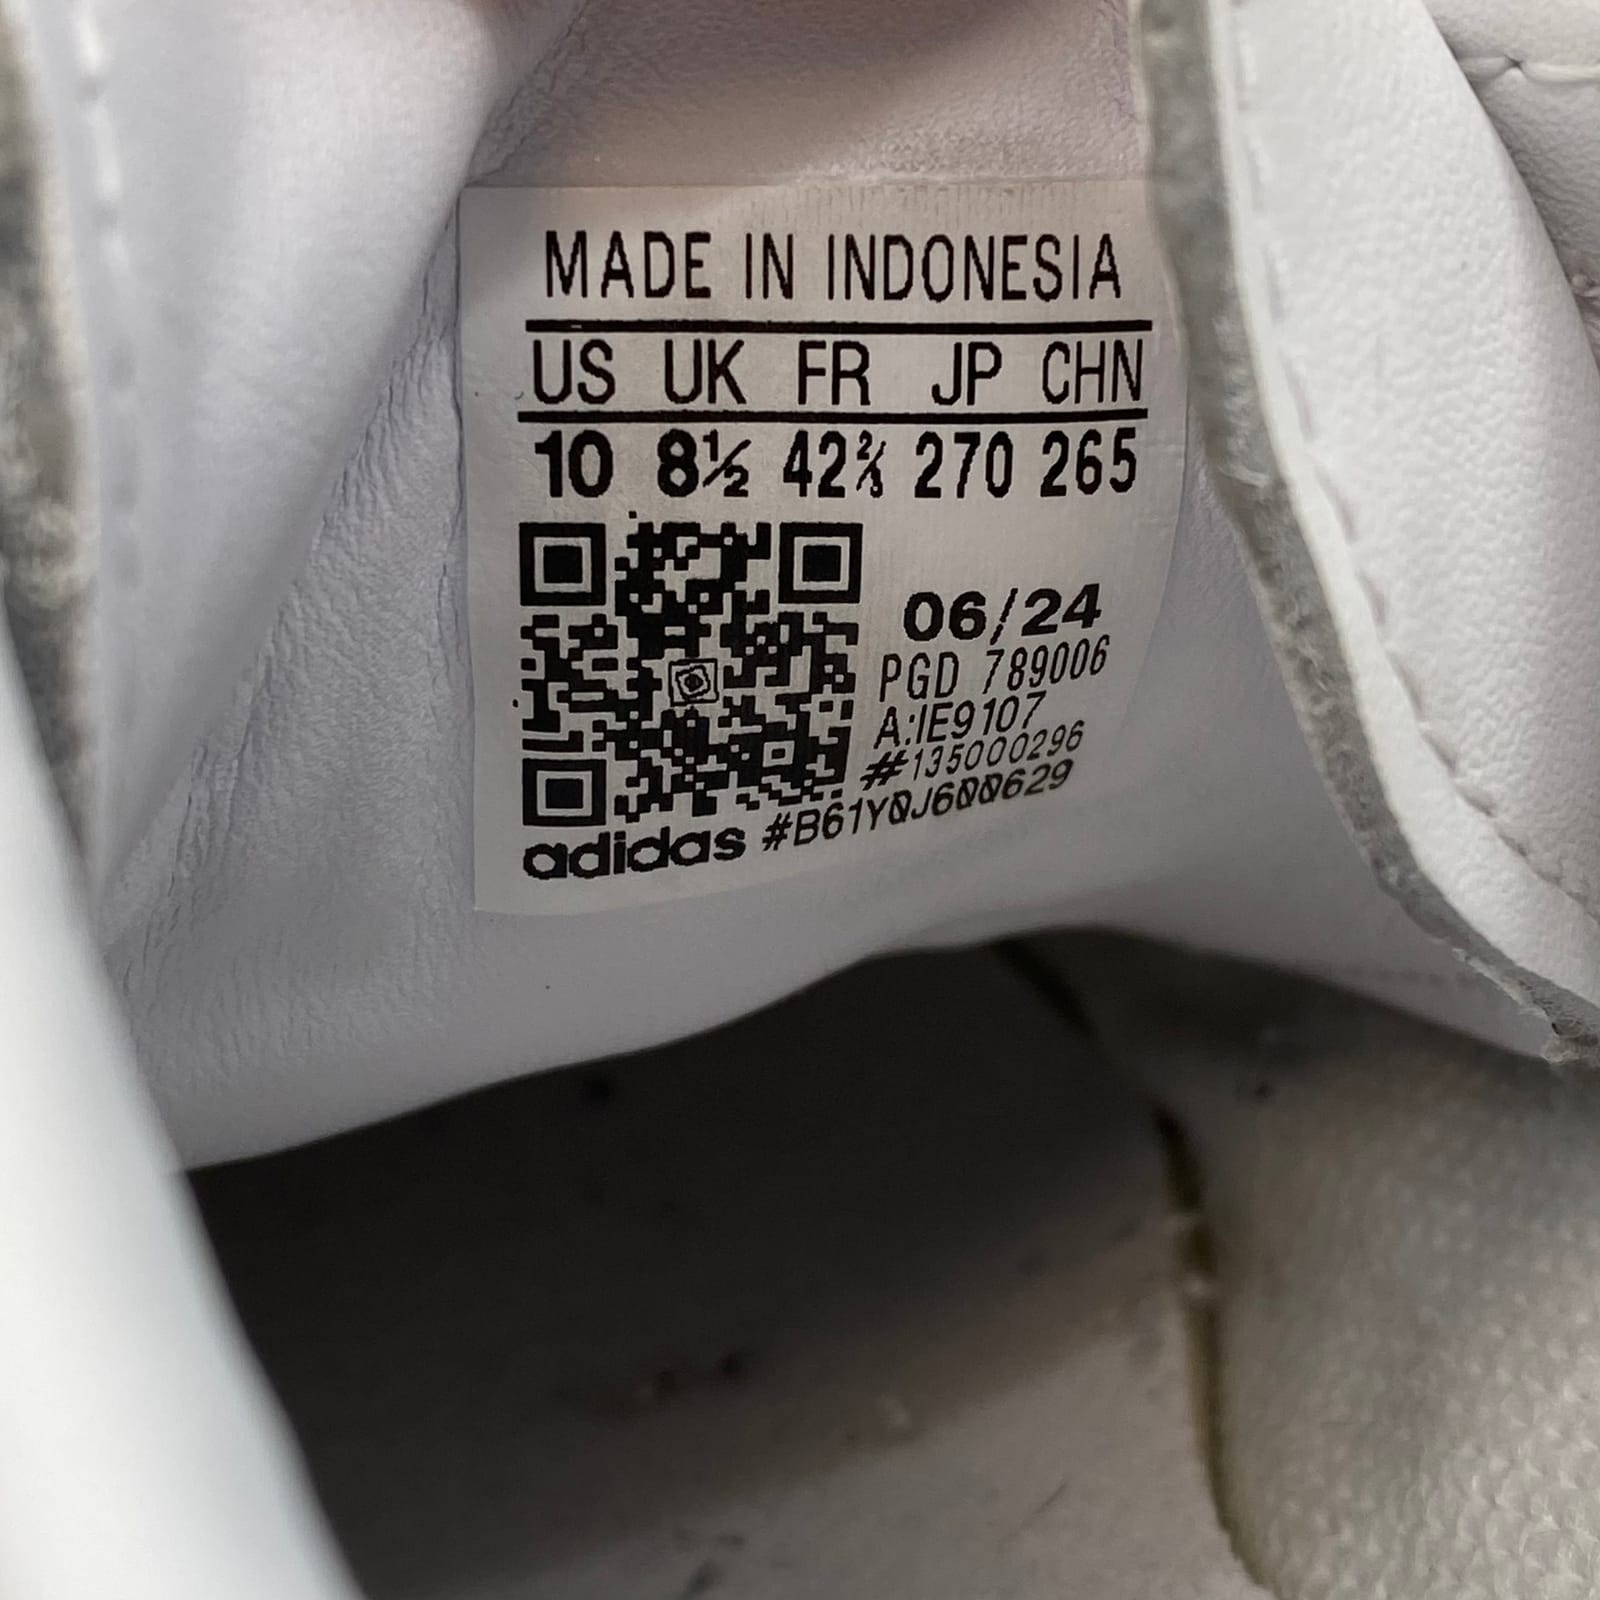 MADE IN INDONESIA
US UK FR JP CHN
10 8½ 42⅔ 270 265
06/24
PGD 789006
A:IE9107
#135000296
adidas #B61Y0J600629